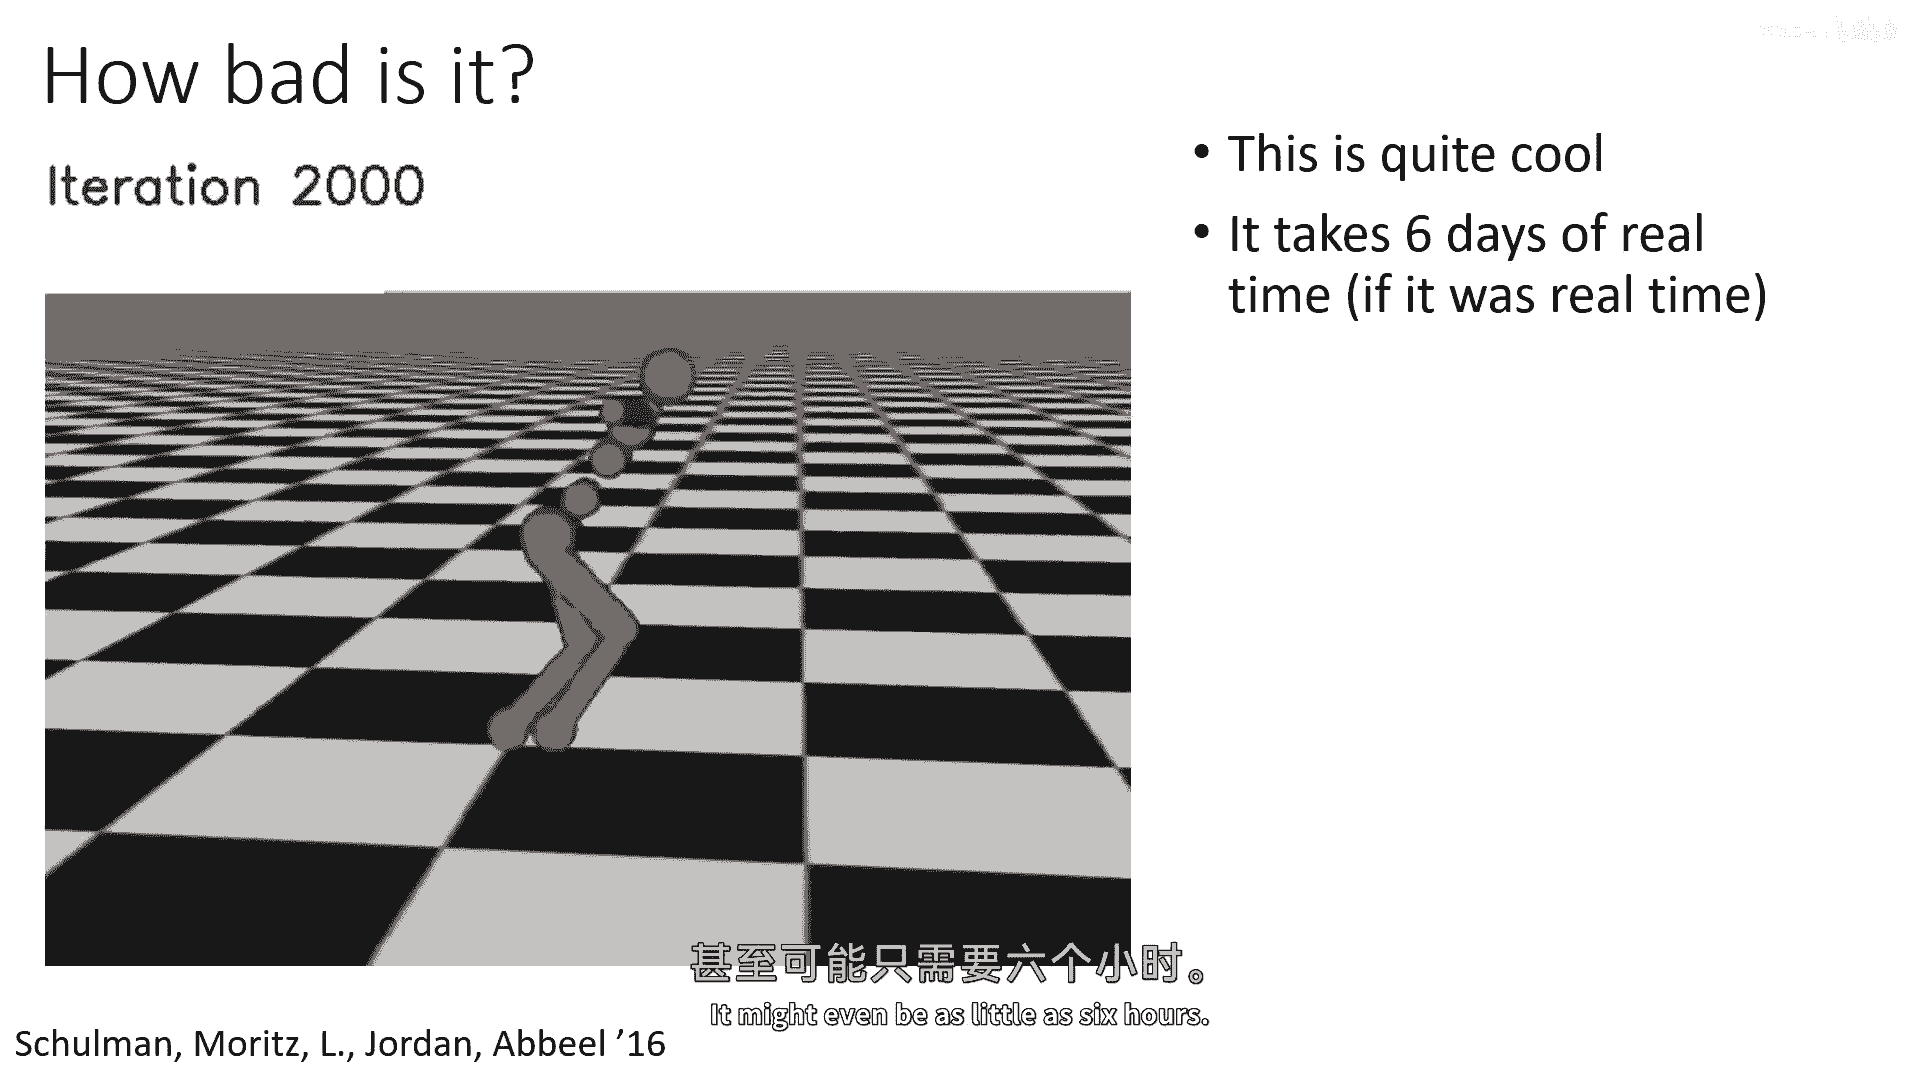 How bad is it?
Iteration 2000
• This is quite cool
• It takes 6 days of real
time (if it was real time)
甚至可能只需要六个小时。
It might even be as little as six hours.
Schulman, Moritz, L., Jordan, Abbeel ’16